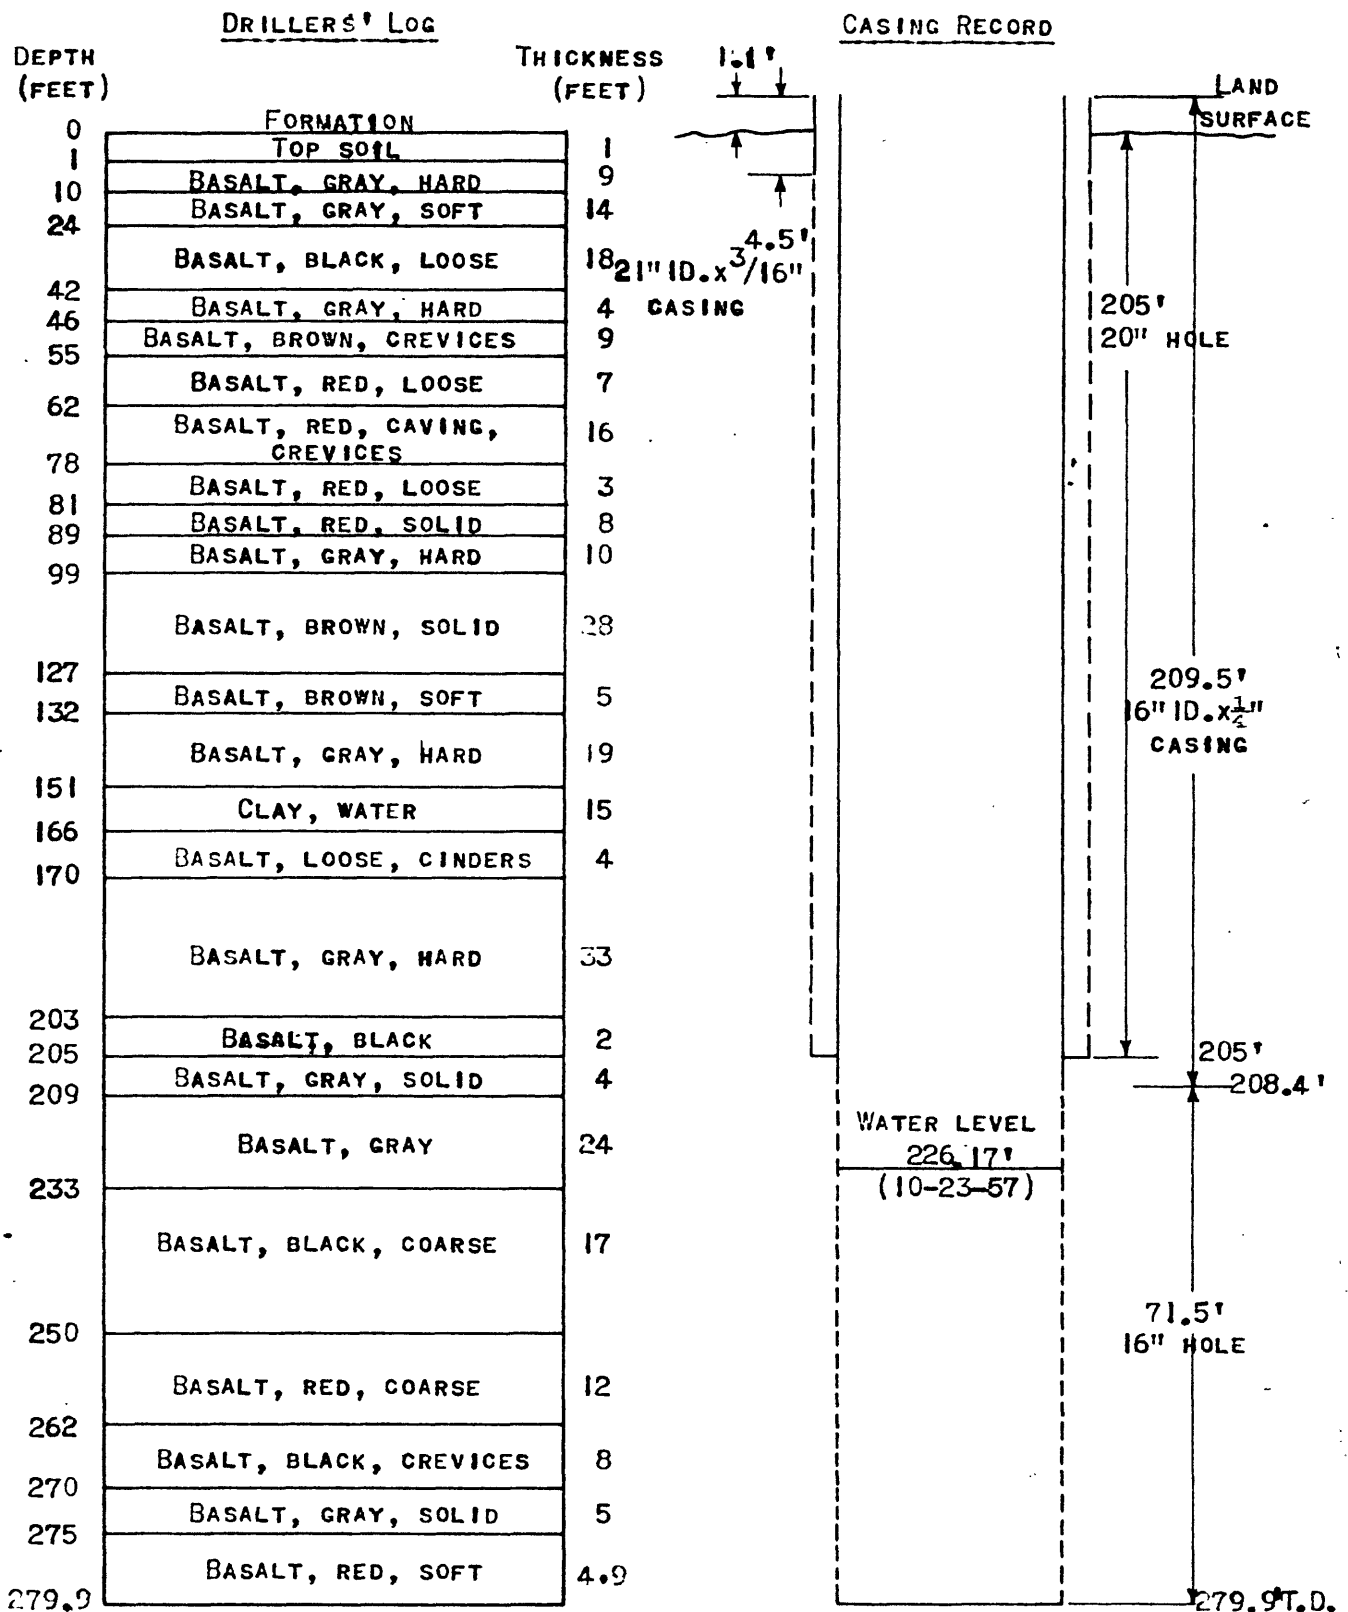 DRILLERS' LOG
DEPTH (FEET)
THICKNESS (FEET)
FORMATION
0
TOP SOIL 1
1
BASALT, GRAY, HARD 9
10
BASALT, GRAY, SOFT 14
24
BASALT, BLACK, LOOSE 18
42
BASALT, GRAY, HARD 4
46
BASALT, BROWN, CREVICES 9
55
BASALT, RED, LOOSE 7
62
BASALT, RED, CAVING,
CREVICES 16
78
BASALT, RED, LOOSE 3
81
BASALT, RED, SOLID 8
89
BASALT, GRAY, HARD 10
99
BASALT, BROWN, SOLID 28
127
BASALT, BROWN, SOFT 5
132
BASALT, GRAY, HARD 19
151
CLAY, WATER 15
166
BASALT, LOOSE, CINDERS 4
170
BASALT, GRAY, HARD 33
203
BASALT, BLACK 2
205
BASALT, GRAY, SOLID 4
209
BASALT, GRAY 24
233
BASALT, BLACK, COARSE 17
250
BASALT, RED, COARSE 12
262
BASALT, BLACK, CREVICES 8
270
BASALT, GRAY, SOLID 5
275
BASALT, RED, SOFT 4.9
279.9
CASING RECORD
1.1'
LAND
SURFACE
4.5'
21" ID.x3/16"
CASING
205'
20" HOLE
209.5'
16" ID.x1/4"
CASING
205'
208.4'
WATER LEVEL
226.17'
(10-23-57)
71.5'
16" HOLE
279.9'T.D.